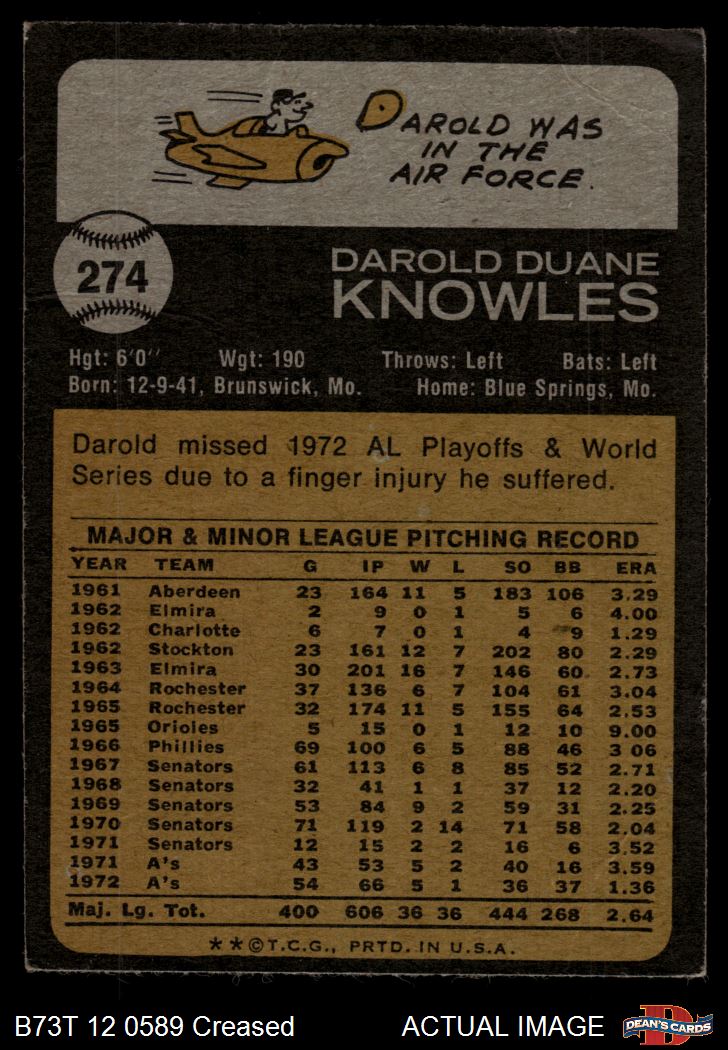 DAROLD WAS
IN THE
AIR FORCE.
274
DAROLD DUANE
KNOWLES
Hgt: 6'0" Wgt: 190 Throws: Left Bats: Left
Born: 12-9-41, Brunswick, Mo. Home: Blue Springs, Mo.
Darold missed 1972 AL Playoffs & World
Series due to a finger injury he suffered.
MAJOR & MINOR LEAGUE PITCHING RECORD
YEAR TEAM G IP W L SO BB ERA
1961 Aberdeen 23 164 11 5 183 106 3.29
1962 Elmira 2 9 0 1 5 6 4.00
1962 Charlotte 6 7 0 1 4 9 1.29
1962 Stockton 23 161 12 7 202 80 2.29
1963 Elmira 30 201 16 7 146 60 2.73
1964 Rochester 37 136 6 7 104 61 3.04
1965 Rochester 32 174 11 5 155 64 2.53
1965 Orioles 5 15 0 1 12 10 9.00
1966 Phillies 69 100 6 5 88 46 3 06
1967 Senators 61 113 6 8 85 52 2.71
1968 Senators 32 41 1 1 37 12 2.20
1969 Senators 53 84 9 2 59 31 2.25
1970 Senators 71 119 2 14 71 58 2.04
1971 Senators 12 15 2 2 16 6 3.52
1971 A's 43 53 5 2 40 16 3.59
1972 A's 54 66 5 1 36 37 1.36
Maj. Lg. Tot. 400 606 36 36 444 268 2.64
**©T.C.G., PRTD. IN U.S.A.
B73T 12 0589 Creased ACTUAL IMAGE DEAN'S CARDS